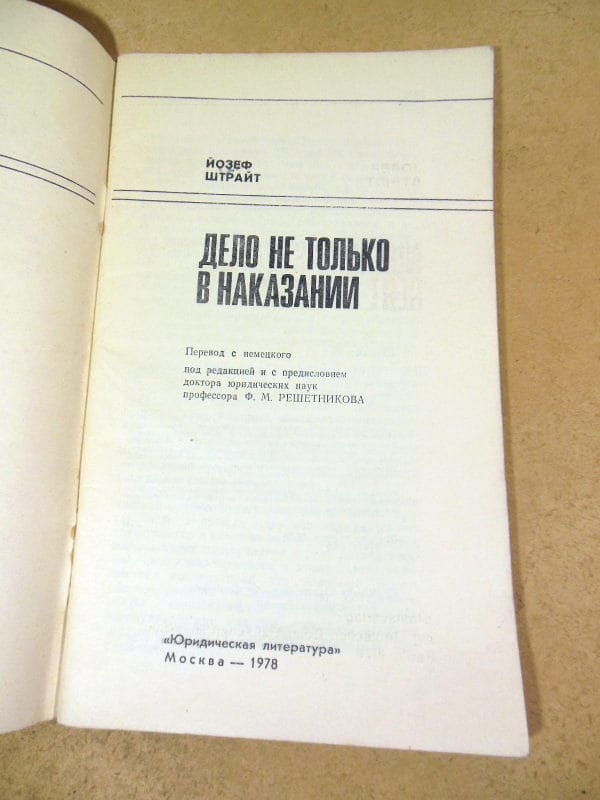 ЙОЗЕФ
ШТРАЙТ
ДЕЛО НЕ ТОЛЬКО
В НАКАЗАНИИ
Перевод с немецкого
под редакцией и с предисловием
доктора юридических наук
профессора Ф. М. РЕШЕТНИКОВА
«Юридическая литература»
Москва — 1978